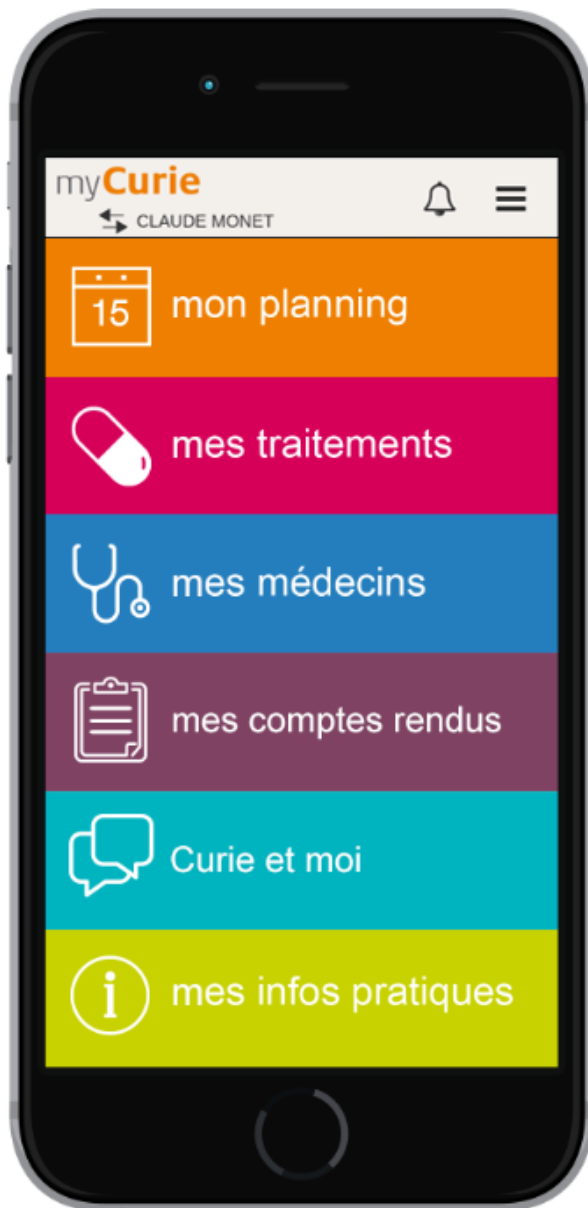 myCurie
CLAUDE MONET
15 mon planning
mes traitements
mes médecins
mes comptes rendus
Curie et moi
i mes infos pratiques